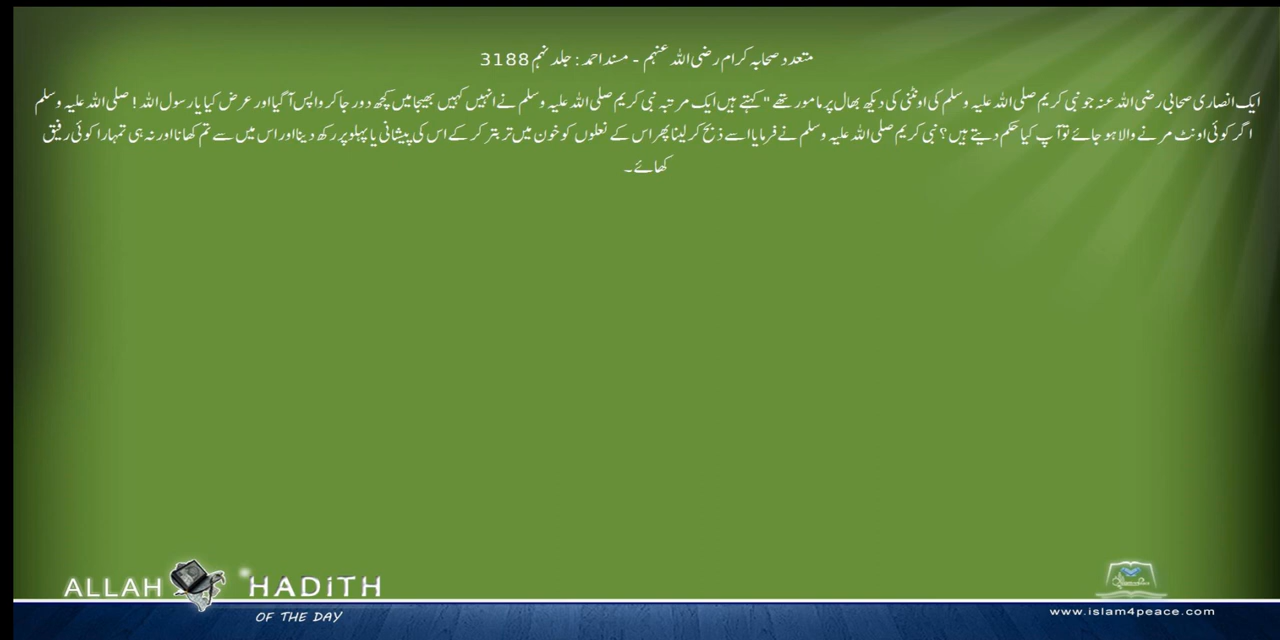 متعدد صحابہ کرام رضی اللہ عنہم - مسند احمد : جلد نہم 3188
ایک انصاری صحابی رضی اللہ عنہ جو نبی کریم صلی اللہ علیہ وسلم کی اونٹنی کی دیکھ بھال پر مامور تھے " کہتے ہیں ایک مرتبہ نبی کریم صلی اللہ علیہ وسلم نے انہیں کہیں بھیجا میں کچھ دور جا کر واپس آگیا اور عرض کیا یا رسول اللہ ! صلی اللہ علیہ وسلم
اگر کوئی اونٹ مرنے والا ہو جائے تو آپ کیا حکم دیتے ہیں ؟ نبی کریم صلی اللہ علیہ وسلم نے فرمایا اسے ذبح کر لینا پھر اس کے نعلوں کو خون میں تربتر کر کے اس کی پیشانی یا پہلو پر رکھ دینا اور اس میں سے تم کھانا اور نہ ہی تمہارا کوئی رفیق
کھائے ۔
ALLAH HADITH
OF THE DAY
www.islam4peace.com